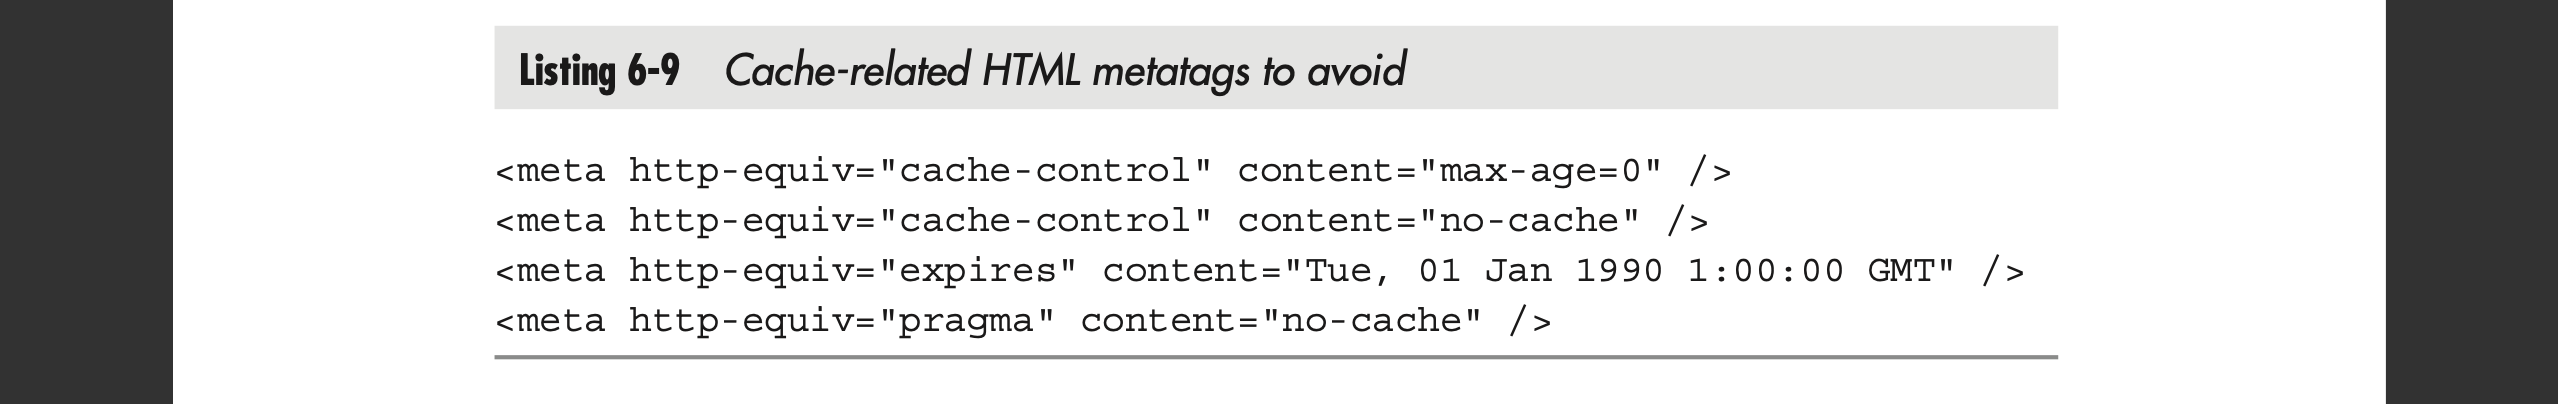 Listing 6-9 Cache-related HTML metatags to avoid
<meta http-equiv="cache-control" content="max-age=0" />
<meta http-equiv="cache-control" content="no-cache" />
<meta http-equiv="expires" content="Tue, 01 Jan 1990 1:00:00 GMT" />
<meta http-equiv="pragma" content="no-cache" />